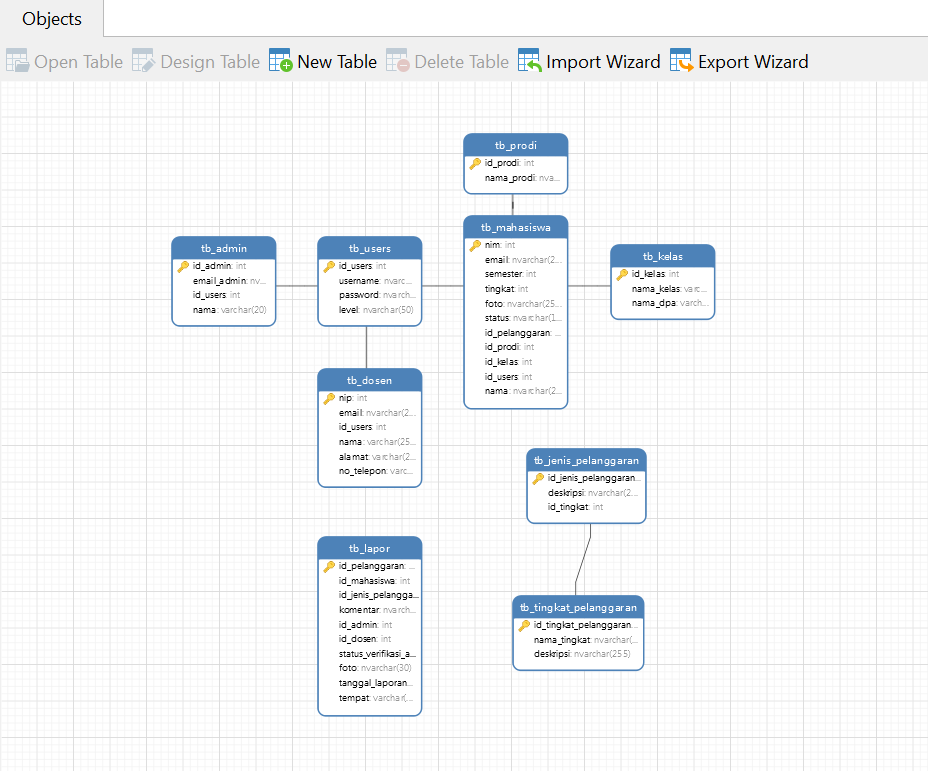 Objects
Open Table Design Table New Table Delete Table Import Wizard Export Wizard
tb_prodi
id_prodi: int
nama_prodi: nva...
tb_mahasiswa
nim: int
email: nvarchar(2...
semester: int
tingkat: int
foto: nvarchar(25...
status: nvarchar(1...
id_pelanggaran: ...
id_prodi: int
id_kelas: int
id_users: int
nama: nvarchar(2...
tb_admin
id_admin: int
email_admin: nv...
id_users: int
nama: varchar(20)
tb_users
id_users: int
username: nvarc...
password: nvarch...
level: nvarchar(50)
tb_kelas
id_kelas: int
nama_kelas: varc...
nama_dpa: varch...
tb_dosen
nip: int
email: nvarchar(2...
id_users: int
nama: varchar(25...
alamat: varchar(2...
no_telepon: varc...
tb_jenis_pelanggaran
id_jenis_pelanggaran...
deskripsi: nvarchar(2...
id_tingkat: int
tb_lapor
id_pelanggaran: ...
id_mahasiswa: int
id_jenis_pelangga...
komentar: nvarch...
id_admin: int
id_dosen: int
status_verifikasi_a...
foto: nvarchar(30)
tanggal_laporan...
tempat: varchar(...
tb_tingkat_pelanggaran
id_tingkat_pelanggaran...
nama_tingkat: nvarchar(...
deskripsi: nvarchar(255)